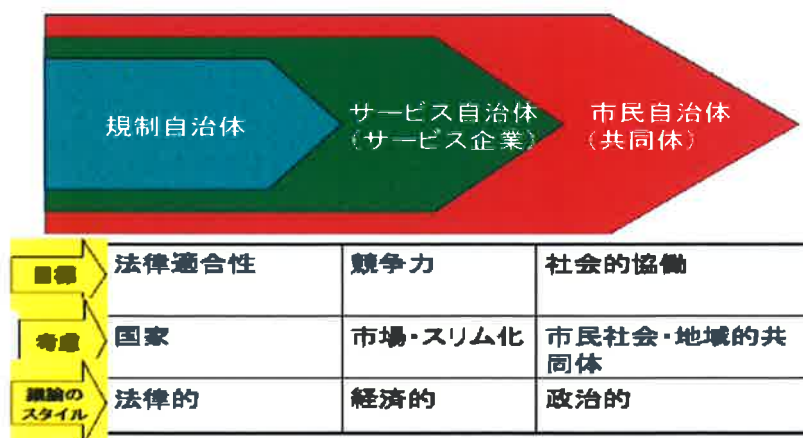 規制自治体
サービス自治体
(サービス企業)
市民自治体
(共同体)
目標
法律適合性
競争力
社会的協働
考慮
国家
市場・スリム化
市民社会・地域的共
同体
議論の
スタイル
法律的
経済的
政治的